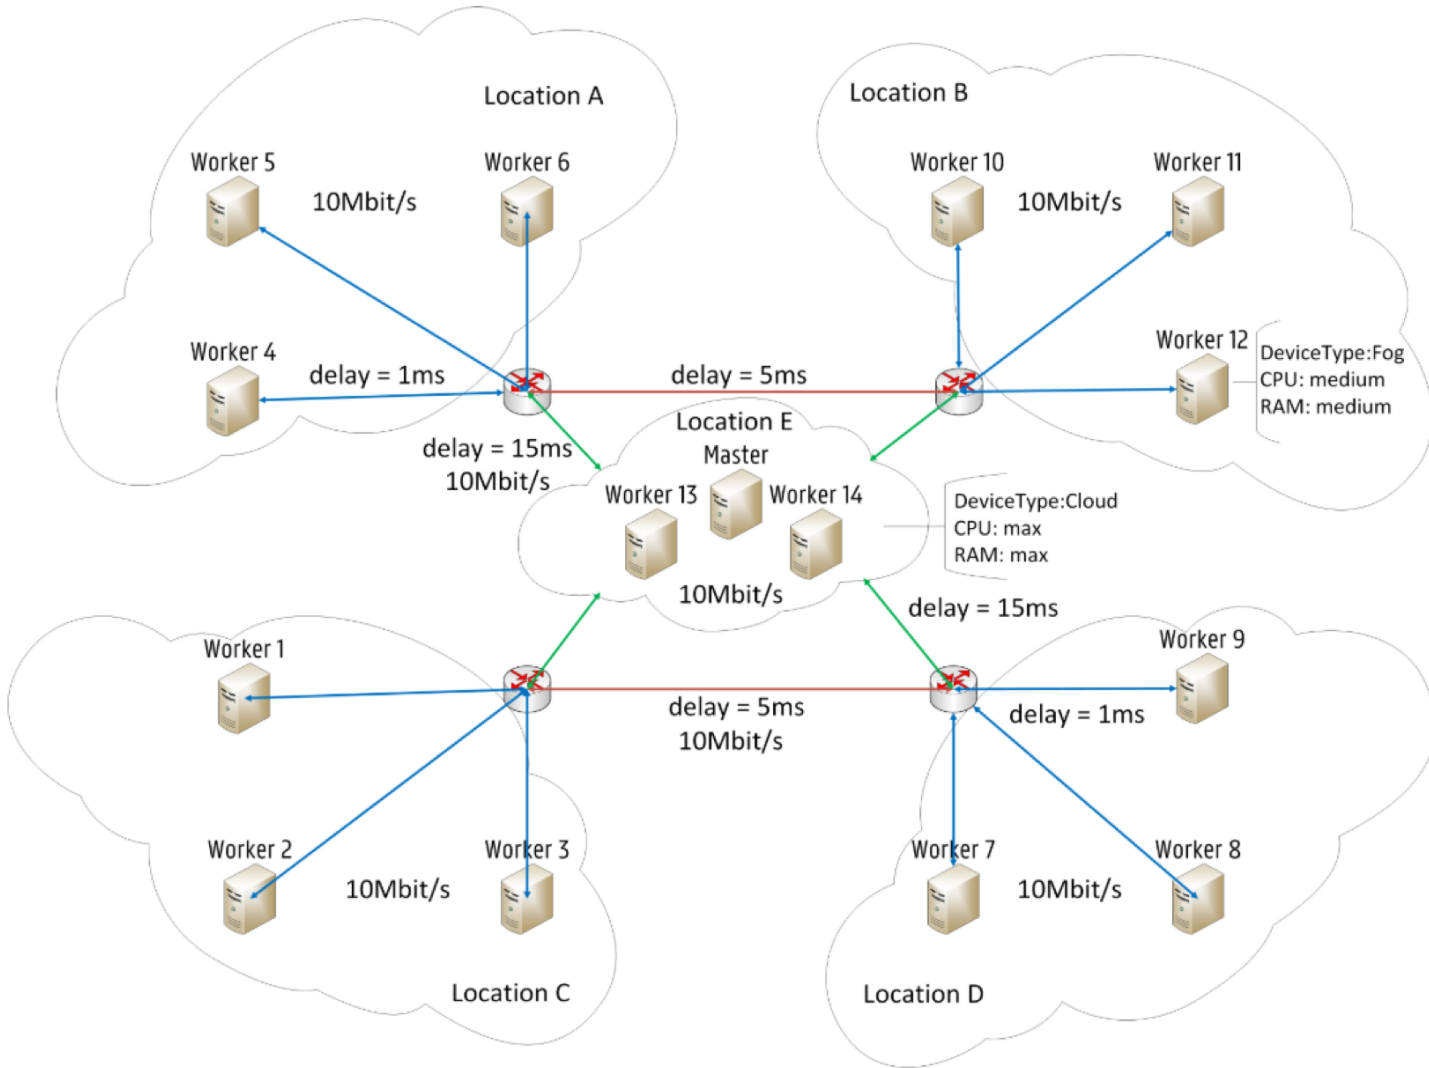 Location A
Location B
Worker 5
Worker 6
Worker 10
Worker 11
10Mbit/s
10Mbit/s
Worker 4
delay = 1ms
delay = 5ms
Worker 12
DeviceType:Fog
CPU: medium
RAM: medium
Location E
delay = 15ms
10Mbit/s
Master
Worker 13
Worker 14
DeviceType:Cloud
CPU: max
RAM: max
10Mbit/s
delay = 15ms
Worker 1
Worker 9
delay = 5ms
10Mbit/s
delay = 1ms
Worker 2
Worker 3
Worker 7
Worker 8
10Mbit/s
10Mbit/s
Location C
Location D